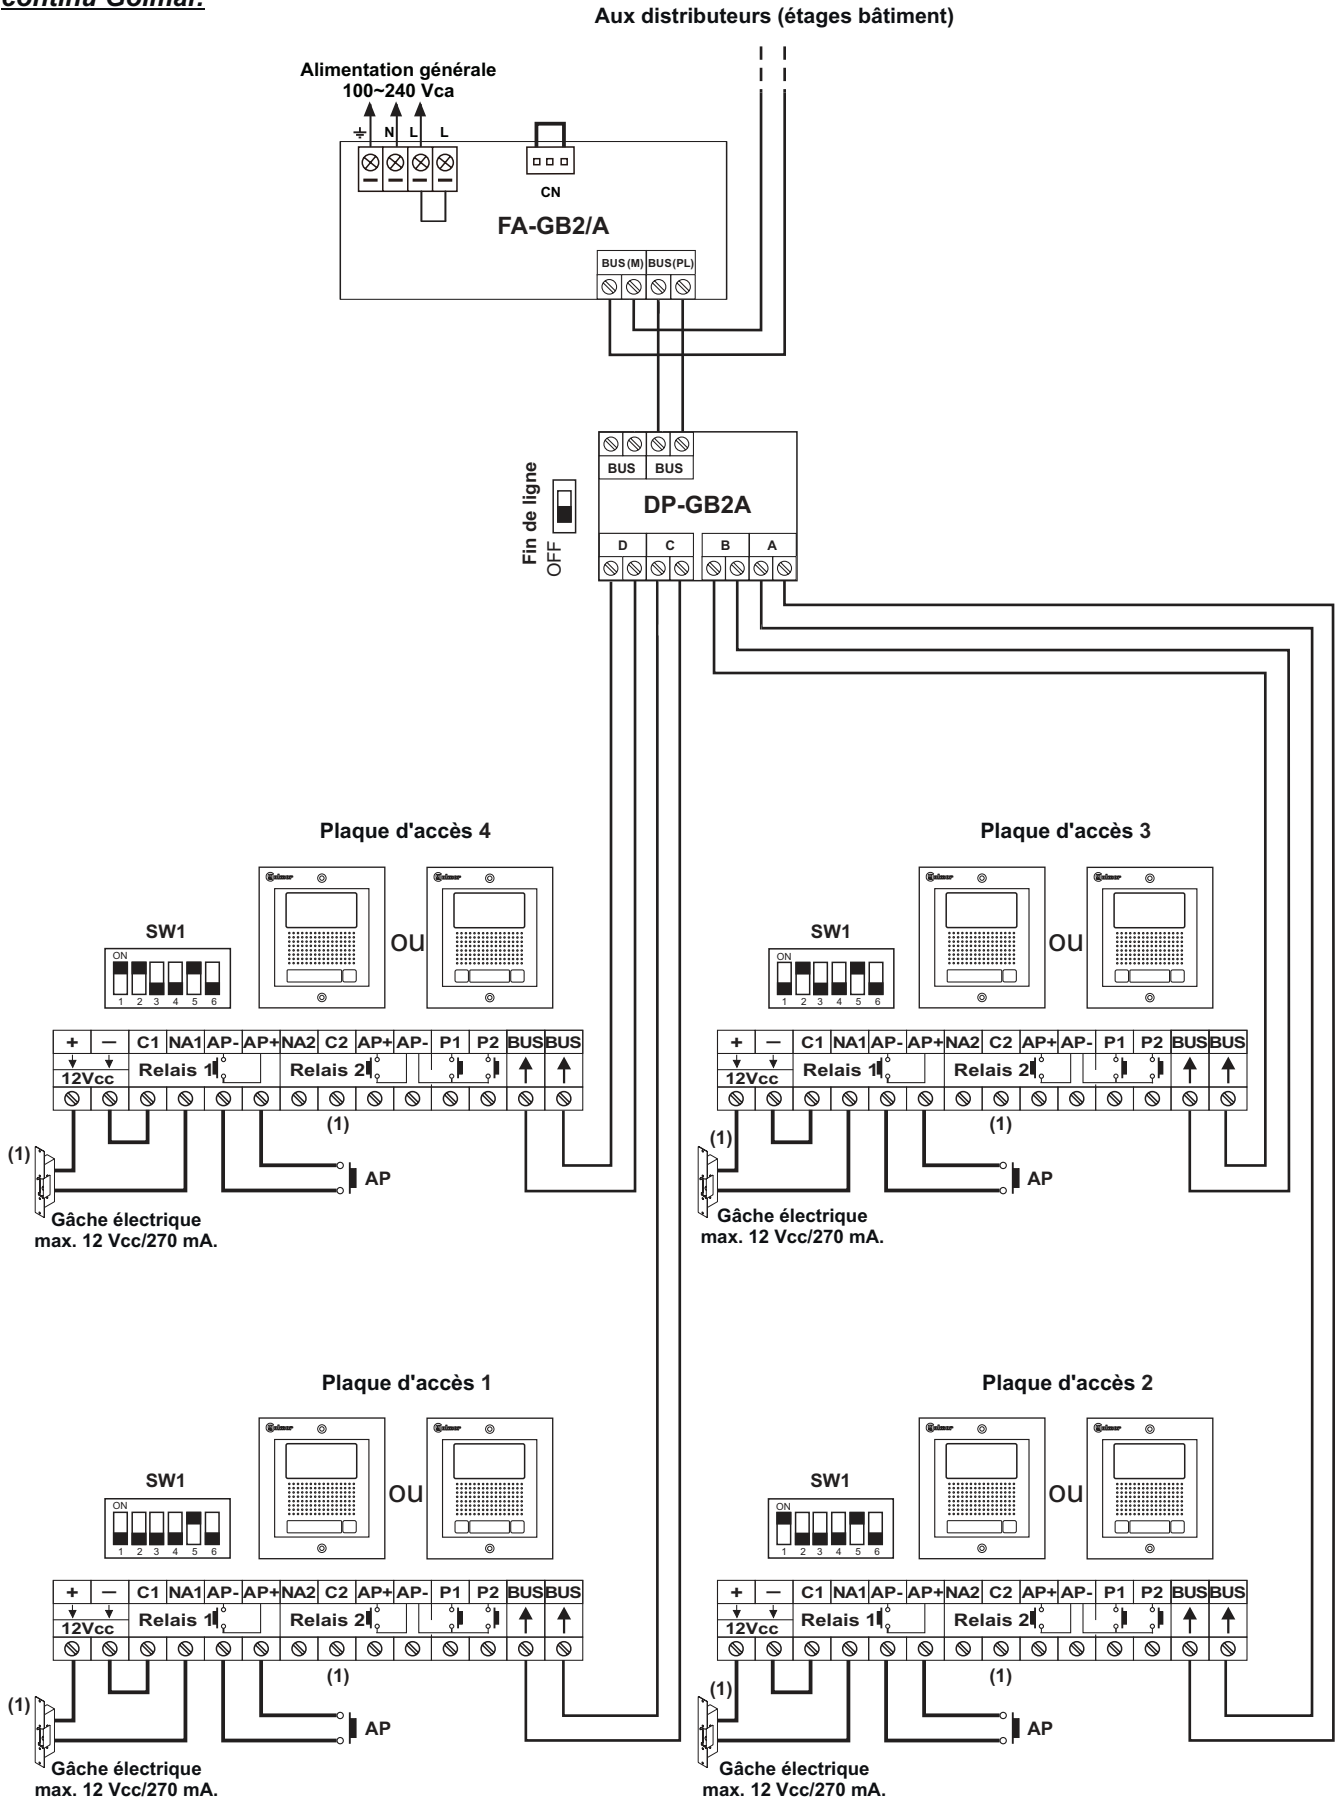 continu Golmar.
Aux distributeurs (étages bâtiment)
Alimentation générale
100~240 Vca
N L L
CN
FA-GB2/A
BUS (M) BUS (PL)
BUS BUS
DP-GB2A
D C B A
Fin de ligne
OFF
Plaque d'accès 4
Golmar Golmar
SW1
ou
ON
1 2 3 4 5 6
+ – C1 NA1 AP- AP+ NA2 C2 AP+ AP- P1 P2 BUS BUS
12Vcc Relais 1 Relais 2
(1)
(1)
AP
Gâche électrique
max. 12 Vcc/270 mA.
Plaque d'accès 3
Golmar Golmar
SW1
ou
ON
1 2 3 4 5 6
+ – C1 NA1 AP- AP+ NA2 C2 AP+ AP- P1 P2 BUS BUS
12Vcc Relais 1 Relais 2
(1)
(1)
AP
Gâche électrique
max. 12 Vcc/270 mA.
Plaque d'accès 1
Golmar Golmar
SW1
ou
ON
1 2 3 4 5 6
+ – C1 NA1 AP- AP+ NA2 C2 AP+ AP- P1 P2 BUS BUS
12Vcc Relais 1 Relais 2
(1)
(1)
AP
Gâche électrique
max. 12 Vcc/270 mA.
Plaque d'accès 2
Golmar Golmar
SW1
ou
ON
1 2 3 4 5 6
+ – C1 NA1 AP- AP+ NA2 C2 AP+ AP- P1 P2 BUS BUS
12Vcc Relais 1 Relais 2
(1)
(1)
AP
Gâche électrique
max. 12 Vcc/270 mA.